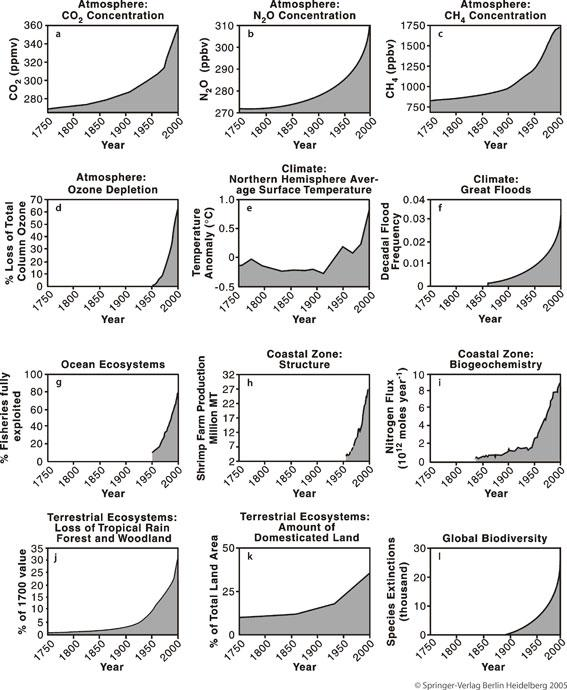 Atmosphere:
CO2 Concentration
Atmosphere:
N2O Concentration
Atmosphere:
CH4 Concentration
a
CO2 (ppmv)
360
340
320
300
280
1750
1800
1850
1900
1950
2000
Year
b
N2O (ppbv)
310
300
290
280
270
1750
1800
1850
1900
1950
2000
Year
c
CH4 (ppbv)
1750
1500
1250
1000
750
1750
1800
1850
1900
1950
2000
Year
Atmosphere:
Ozone Depletion
Climate:
Northern Hemisphere Aver-
age Surface Temperature
Climate:
Great Floods
d
% Loss of Total
Column Ozone
70
60
50
40
30
20
10
0
1750
1800
1850
1900
1950
2000
Year
e
Temperature
Anomaly (°C)
1.0
0.5
0
-0.5
1750
1800
1850
1900
1950
2000
Year
f
Decadal Flood
Frequency
0.04
0.03
0.02
0.01
0
1750
1800
1850
1900
1950
2000
Year
Ocean Ecosystems
Coastal Zone:
Structure
Coastal Zone:
Biogeochemistry
g
% Fisheries fully
exploited
100
80
60
40
20
0
1750
1800
1850
1900
1950
2000
Year
h
Shrimp Farm Production
Million MT
32
27
22
17
12
7
2
1750
1800
1850
1900
1950
2000
Year
i
Nitrogen Flux
(10¹² moles year⁻¹)
10
8
6
4
2
0
1750
1800
1850
1900
1950
2000
Year
Terrestrial Ecosystems:
Loss of Tropical Rain
Forest and Woodland
Terrestrial Ecosystems:
Amount of
Domesticated Land
Global Biodiversity
j
% of 1700 value
35
30
25
20
15
10
5
0
1750
1800
1850
1900
1950
2000
Year
k
% of Total Land Area
50
25
0
1750
1800
1850
1900
1950
2000
Year
l
Species Extinctions
(thousand)
30
20
10
0
1750
1800
1850
1900
1950
2000
Year
© Springer-Verlag Berlin Heidelberg 2005